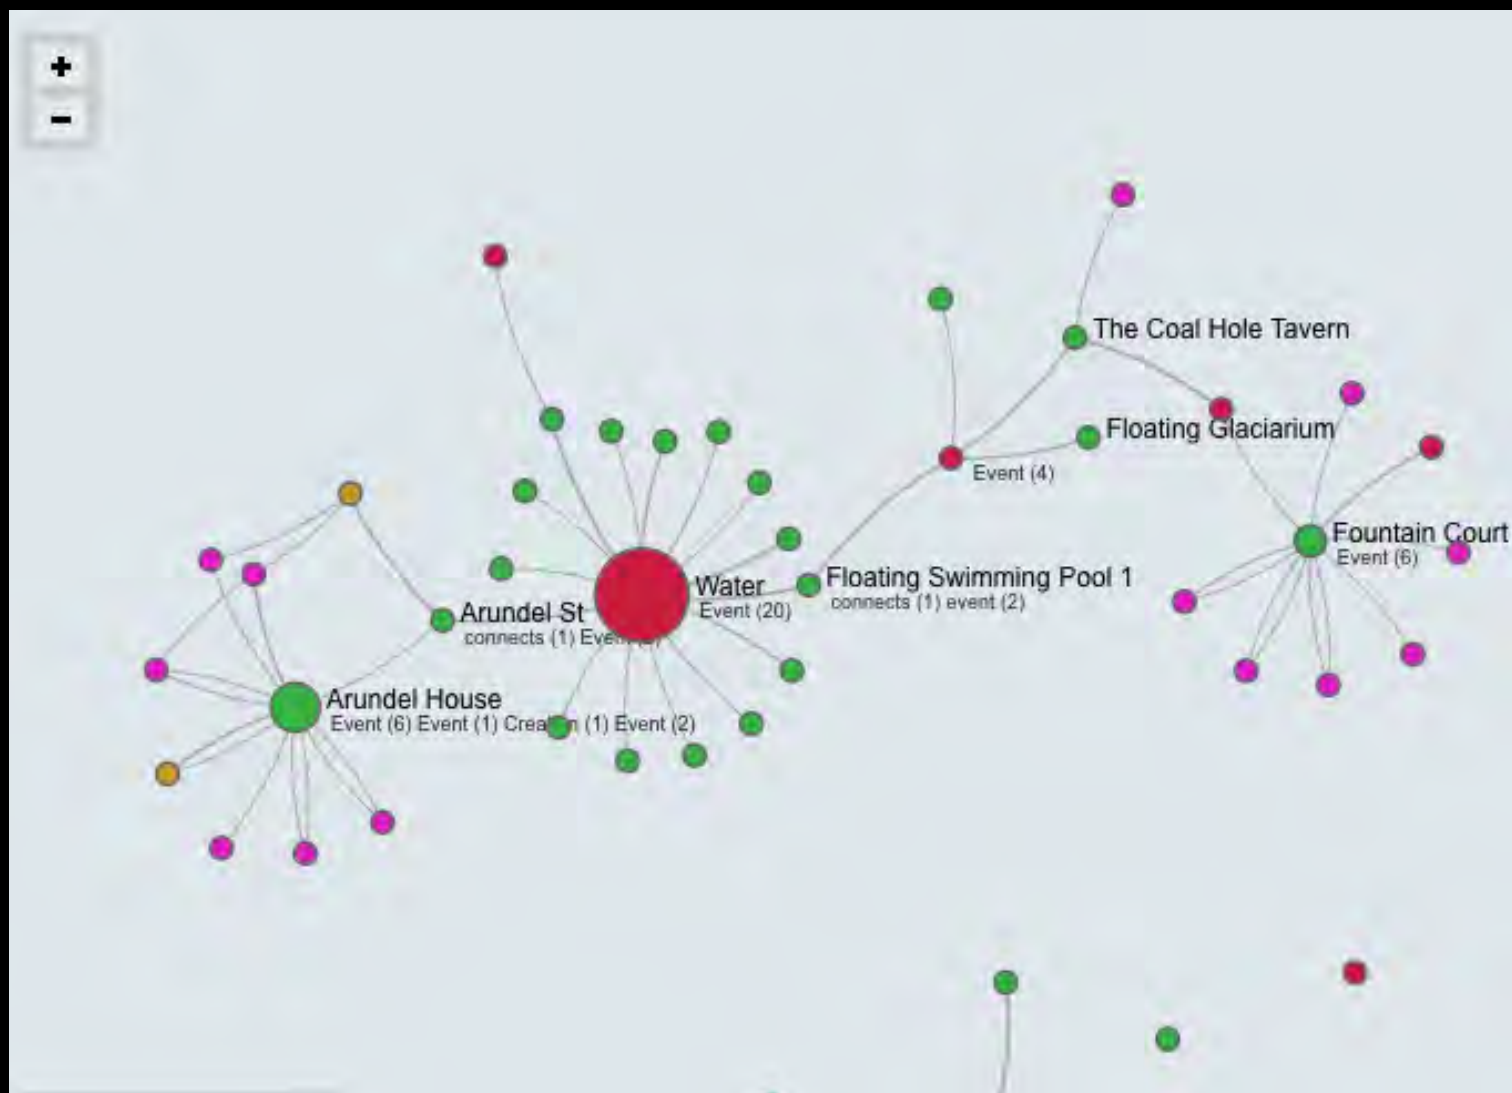 +
−
The Coal Hole Tavern
Floating Glaciarium
Event (4)
Fountain Court
Event (6)
Water
Event (20)
Floating Swimming Pool 1
connects (1) event (2)
Arundel St
connects (1)
Arundel House
Event (6) Event (1) Creation (1) Event (2)